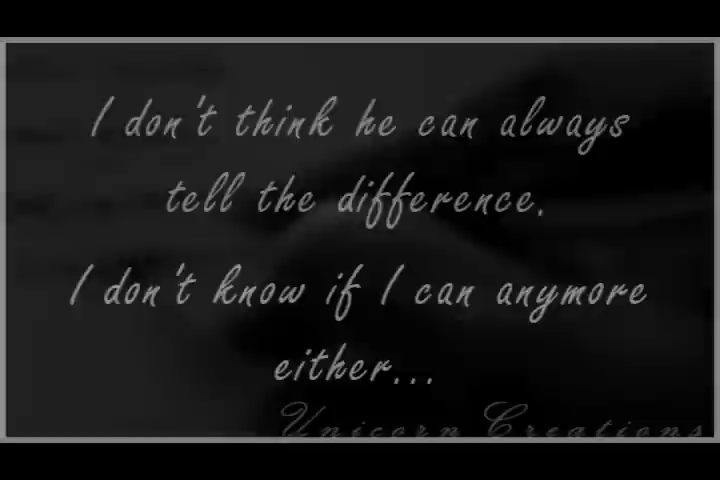 I don't think he can always
tell the difference.
I don't know if I can anymore
either...
Unicorn Creations